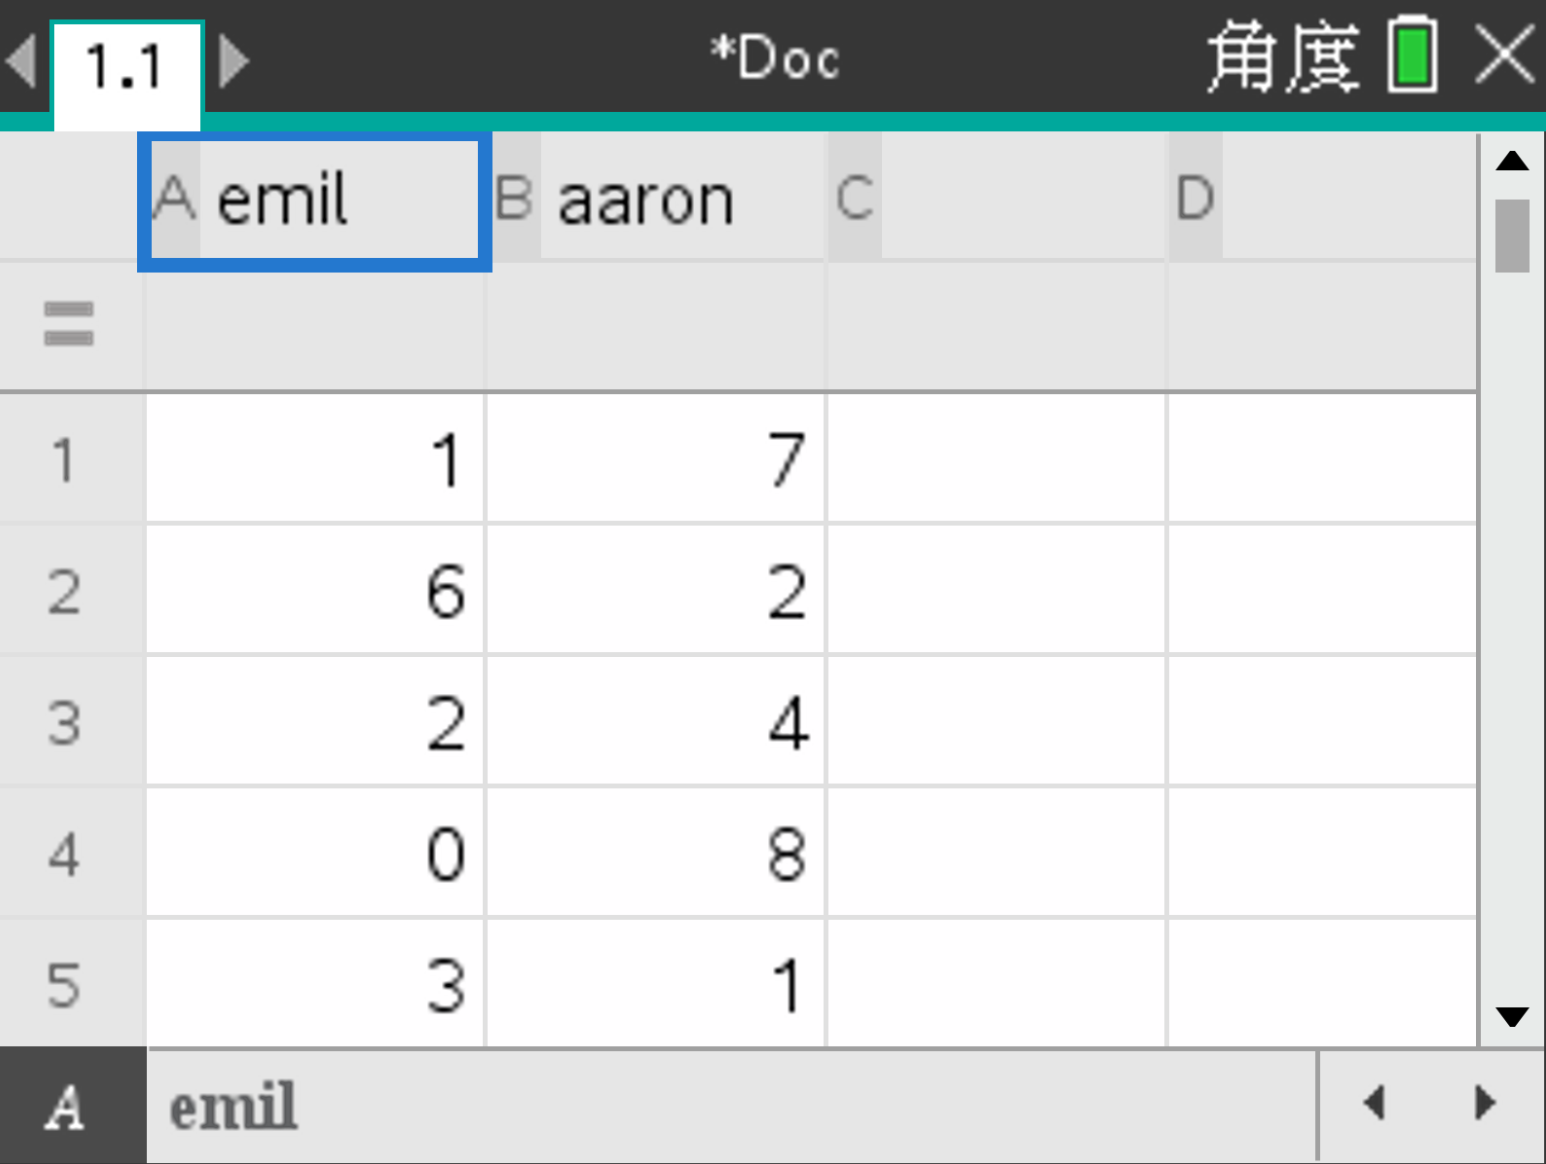 1.1 *Doc 角度
A emil B aaron C D
=
1 1 7
2 6 2
3 2 4
4 0 8
5 3 1
A emil